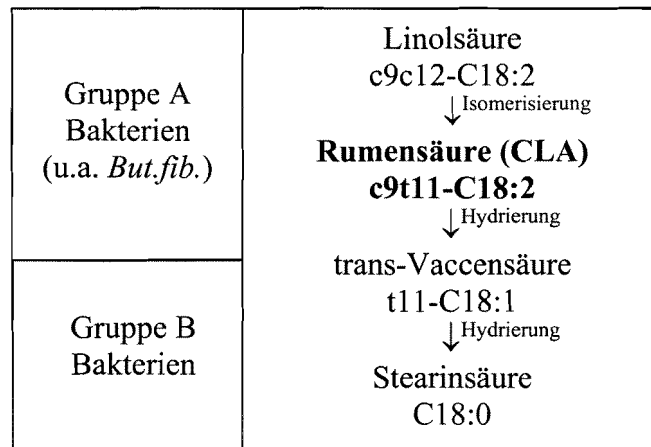 Gruppe A
Bakterien
(u.a. But.fib.)
Gruppe B
Bakterien
Linolsäure
c9c12-C18:2
↓ Isomerisierung
Rumensäure (CLA)
c9t11-C18:2
↓ Hydrierung
trans-Vaccensäure
t11-C18:1
↓ Hydrierung
Stearinsäure
C18:0